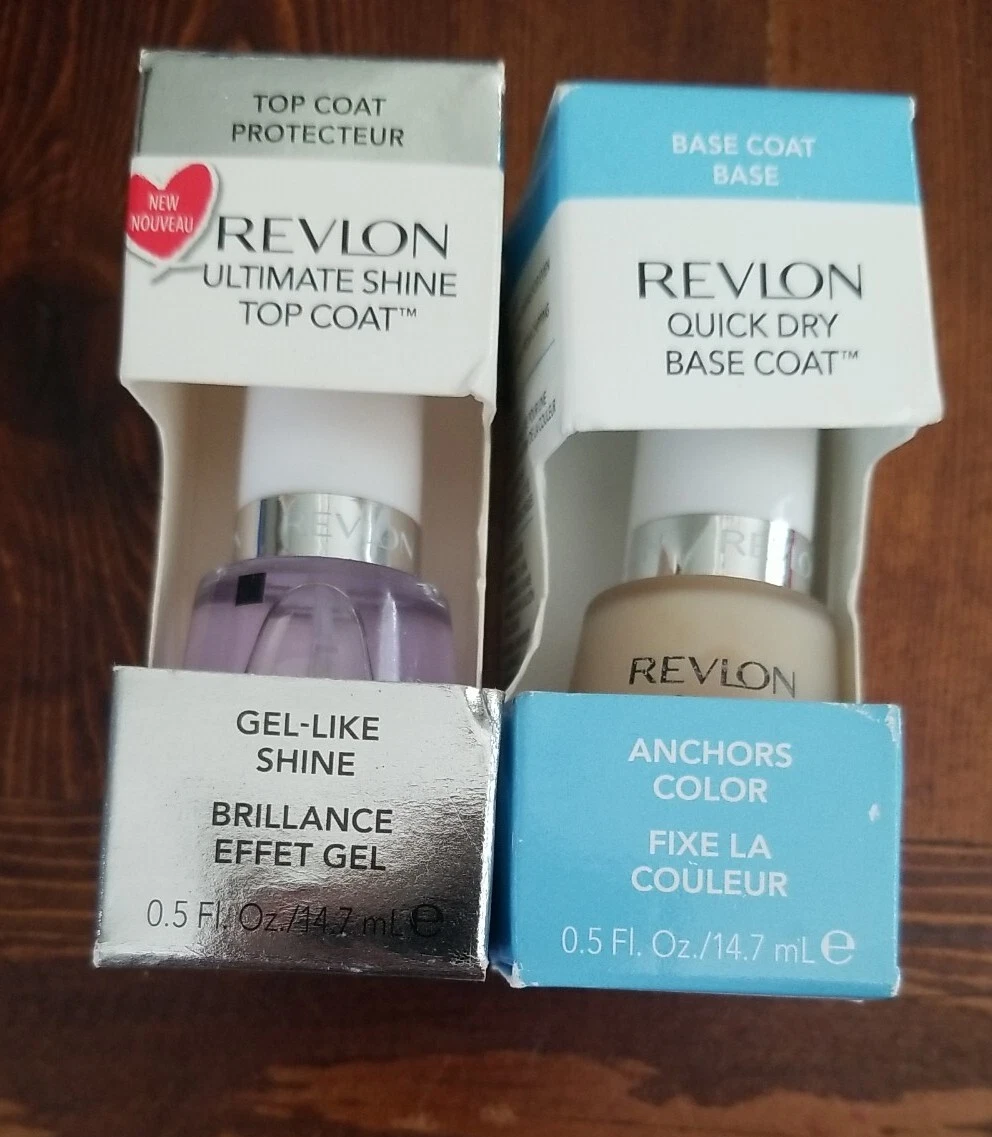 TOP COAT
PROTECTEUR
NEW
NOUVEAU
REVLON
ULTIMATE SHINE
TOP COAT™
REVLON
GEL-LIKE
SHINE
BRILLANCE
EFFET GEL
0.5 Fl. Oz./14.7 mL e
BASE COAT
BASE
REVLON
QUICK DRY
BASE COAT™
REVLON
ANCHORS
COLOR
FIXE LA
COULEUR
0.5 Fl. Oz./14.7 mL e